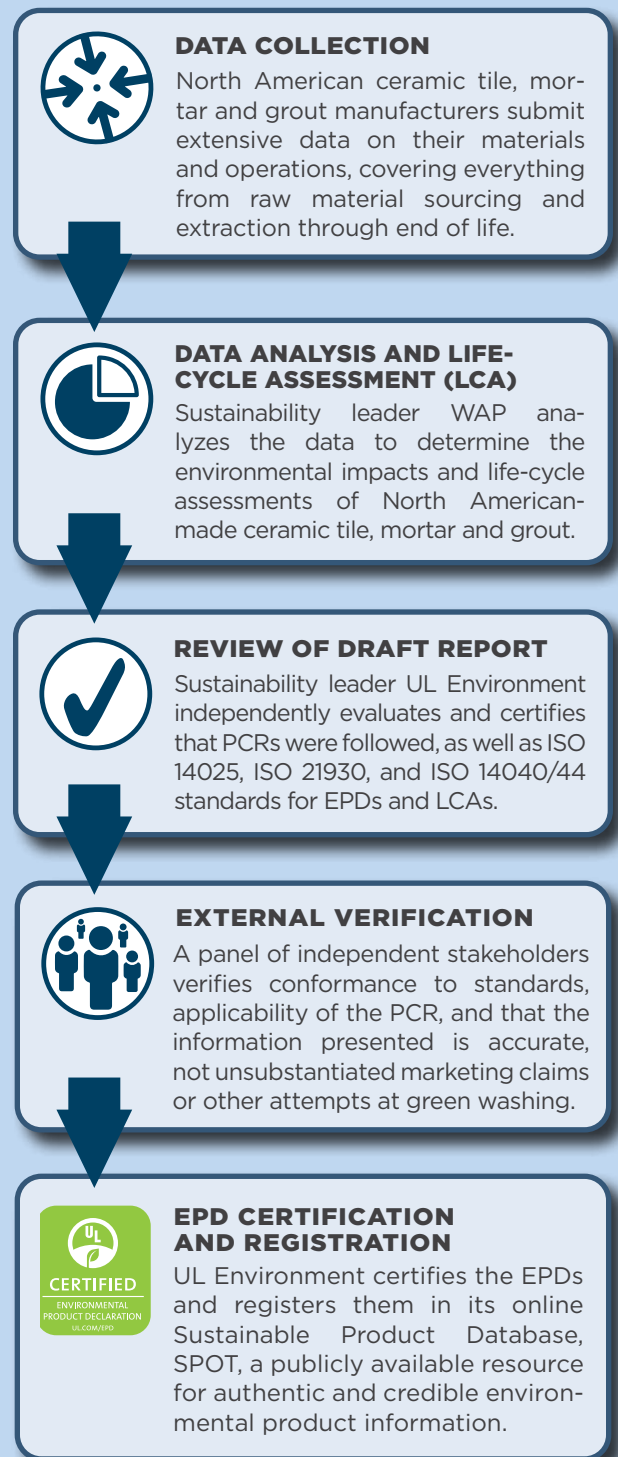 DATA COLLECTION
North American ceramic tile, mor-
tar and grout manufacturers submit
extensive data on their materials
and operations, covering everything
from raw material sourcing and
extraction through end of life.
DATA ANALYSIS AND LIFE-
CYCLE ASSESSMENT (LCA)
Sustainability leader WAP ana-
lyzes the data to determine the
environmental impacts and life-cycle
assessments of North American-
made ceramic tile, mortar and grout.
REVIEW OF DRAFT REPORT
Sustainability leader UL Environment
independently evaluates and certifies
that PCRs were followed, as well as ISO
14025, ISO 21930, and ISO 14040/44
standards for EPDs and LCAs.
EXTERNAL VERIFICATION
A panel of independent stakeholders
verifies conformance to standards,
applicability of the PCR, and that the
information presented is accurate,
not unsubstantiated marketing claims
or other attempts at green washing.
UL
CERTIFIED
ENVIRONMENTAL
PRODUCT DECLARATION
UL.COM/EPD
EPD CERTIFICATION
AND REGISTRATION
UL Environment certifies the EPDs
and registers them in its online
Sustainable Product Database,
SPOT, a publicly available resource
for authentic and credible environ-
mental product information.